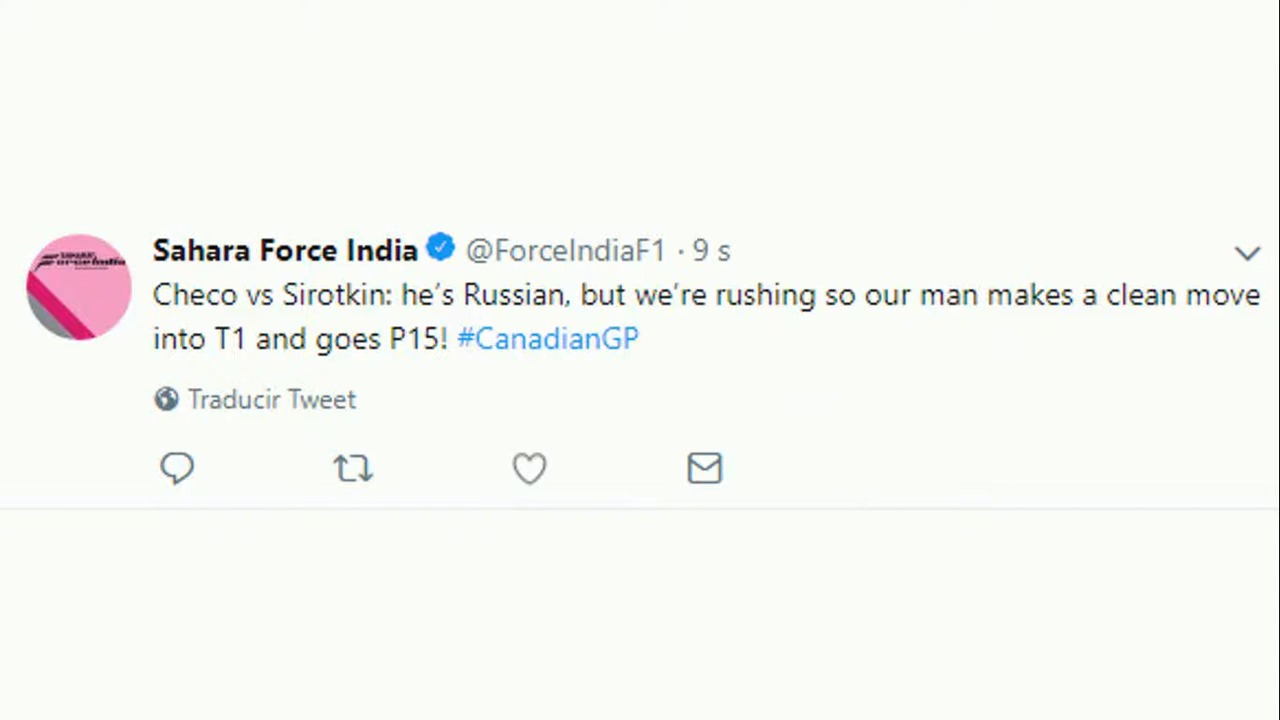 Sahara Force India @ForceIndiaF1 · 9 s
Checo vs Sirotkin: he's Russian, but we're rushing so our man makes a clean move
into T1 and goes P15! #CanadianGP
Traducir Tweet